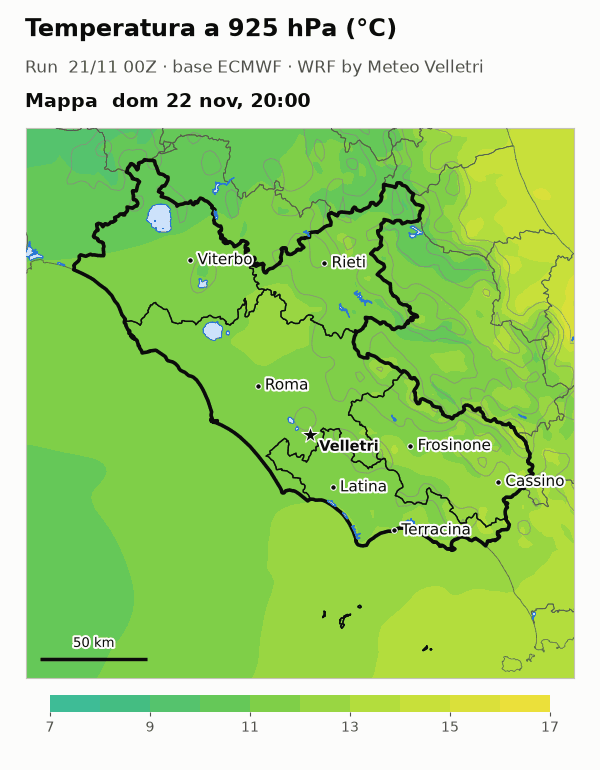 Temperatura a 925 hPa (°C)
Run  21/11 00Z · base ECMWF · WRF by Meteo Velletri
Mappa  dom 22 nov, 20:00
Viterbo
Rieti
Roma
Velletri
Frosinone
Cassino
Latina
Terracina
50 km
7 9 11 13 15 17